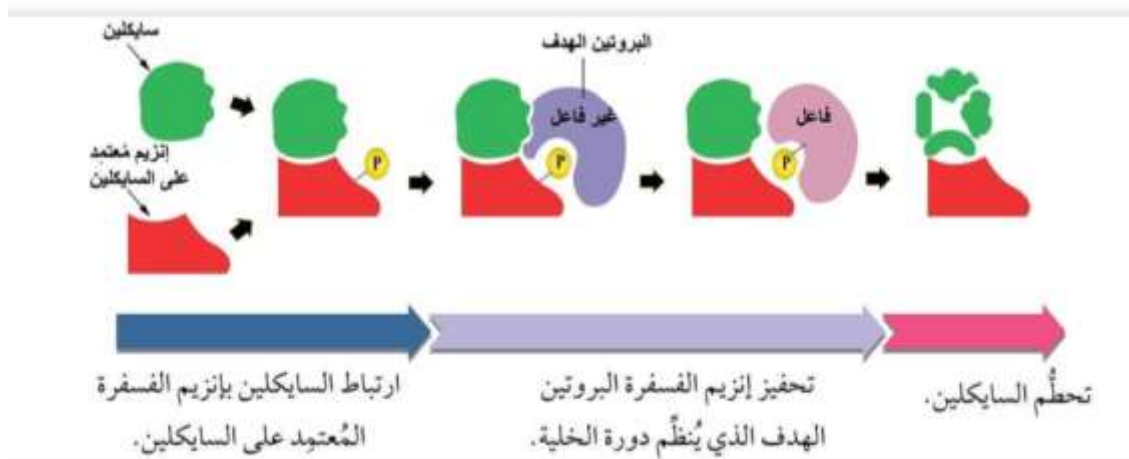 سايكلين
إنزيم مُعتمد
على السايكلين
P
البروتين الهدف
غير فاعل
P
فاعل
P
ارتباط السايكلين بإنزيم الفسفرة
المُعتمِد على السايكلين.
تحفيز إنزيم الفسفرة البروتين
الهدف الذي يُنظِّم دورة الخلية.
تحطُّم السايكلين.